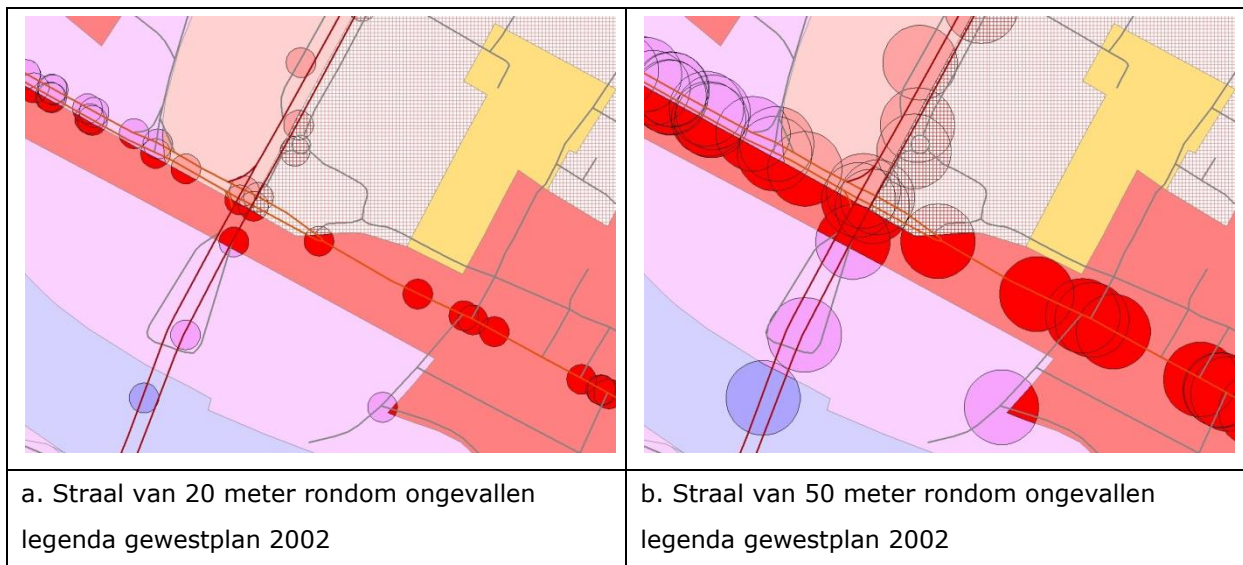 a. Straal van 20 meter rondom ongevallen
legenda gewestplan 2002
b. Straal van 50 meter rondom ongevallen
legenda gewestplan 2002